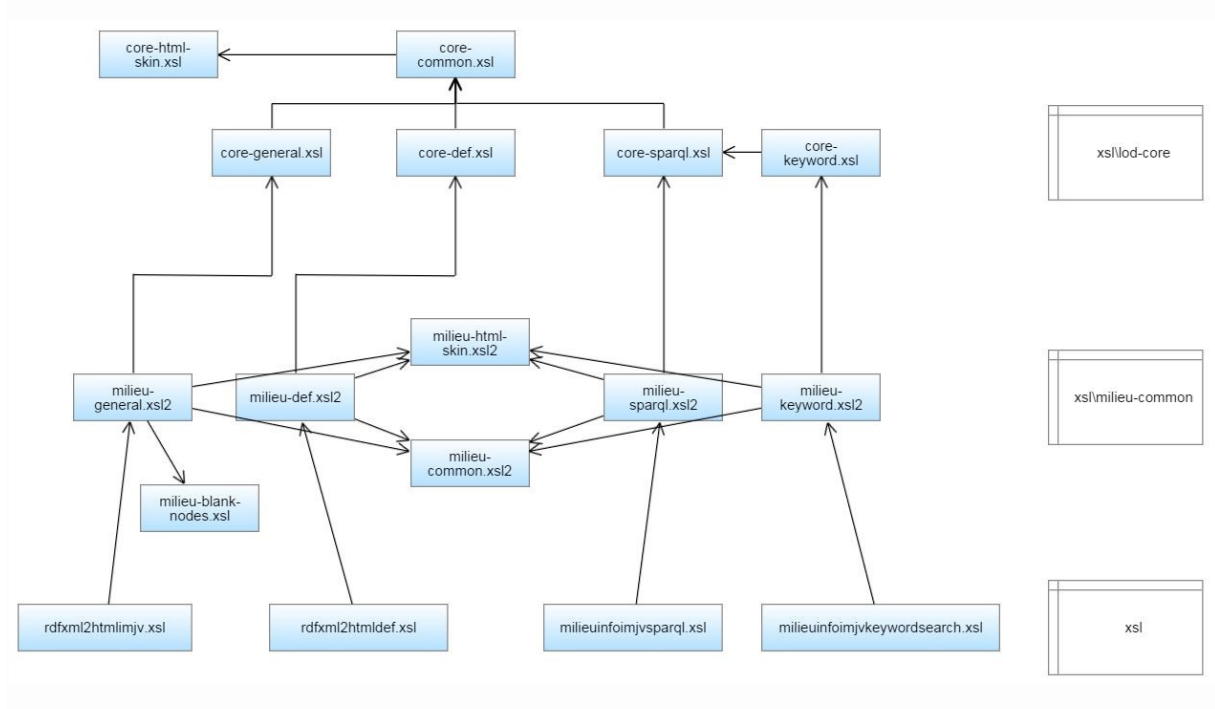 core-html-
skin.xsl
core-
common.xsl
core-general.xsl
core-def.xsl
core-sparql.xsl
core-
keyword.xsl
xsl\lod-core
milieu-html-
skin.xsl2
milieu-
general.xsl2
milieu-def.xsl2
milieu-
sparql.xsl2
milieu-
keyword.xsl2
xsl\milieu-common
milieu-
common.xsl2
milieu-blank-
nodes.xsl
rdfxml2htmlimjv.xsl
rdfxml2htmldef.xsl
milieuinfoimjvsparql.xsl
milieuinfoimjvkeywordsearch.xsl
xsl